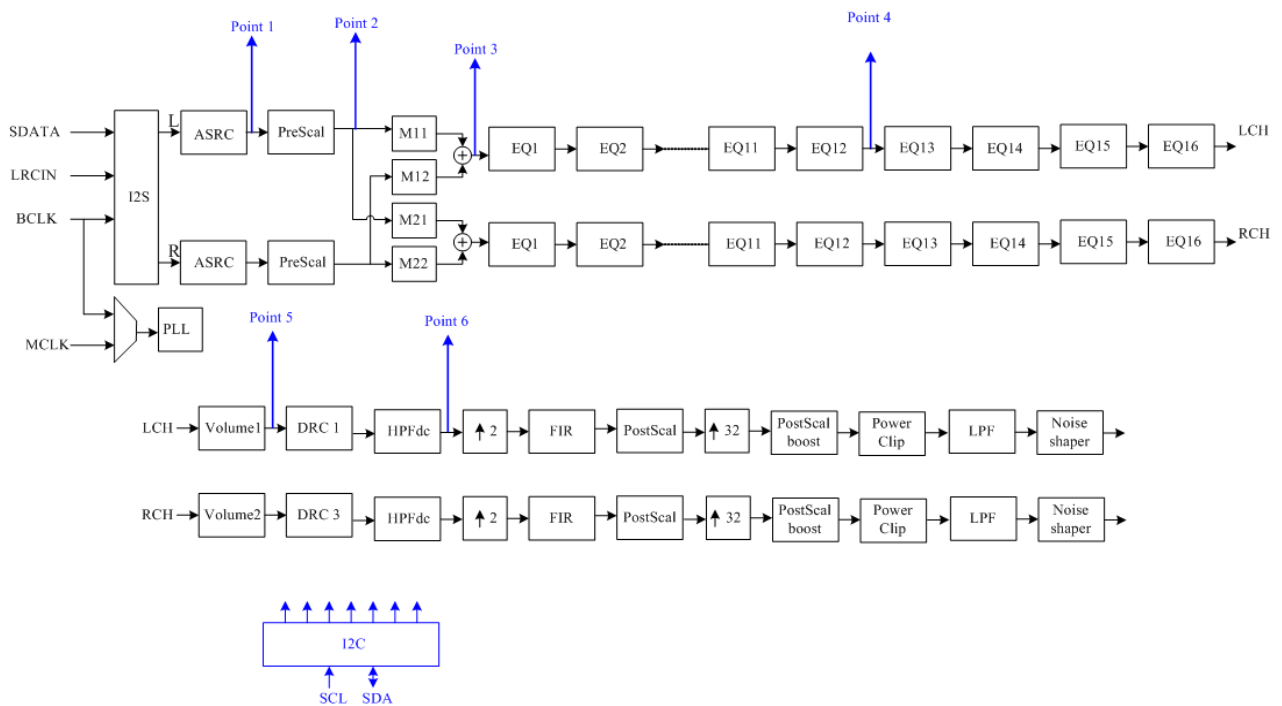 Point 1
Point 2
Point 3
Point 4
SDATA
LRCIN
BCLK
MCLK
I2S
L
R
ASRC
PreScal
M11
M12
M21
M22
+
EQ1
EQ2
EQ11
EQ12
EQ13
EQ14
EQ15
EQ16
LCH
ASRC
PreScal
+
EQ1
EQ2
EQ11
EQ12
EQ13
EQ14
EQ15
EQ16
RCH
PLL
Point 5
Point 6
LCH
Volume1
DRC 1
HPFdc
↑ 2
FIR
PostScal
↑ 32
PostScal
boost
Power
Clip
LPF
Noise
shaper
RCH
Volume2
DRC 3
HPFdc
↑ 2
FIR
PostScal
↑ 32
PostScal
boost
Power
Clip
LPF
Noise
shaper
I2C
SCL
SDA